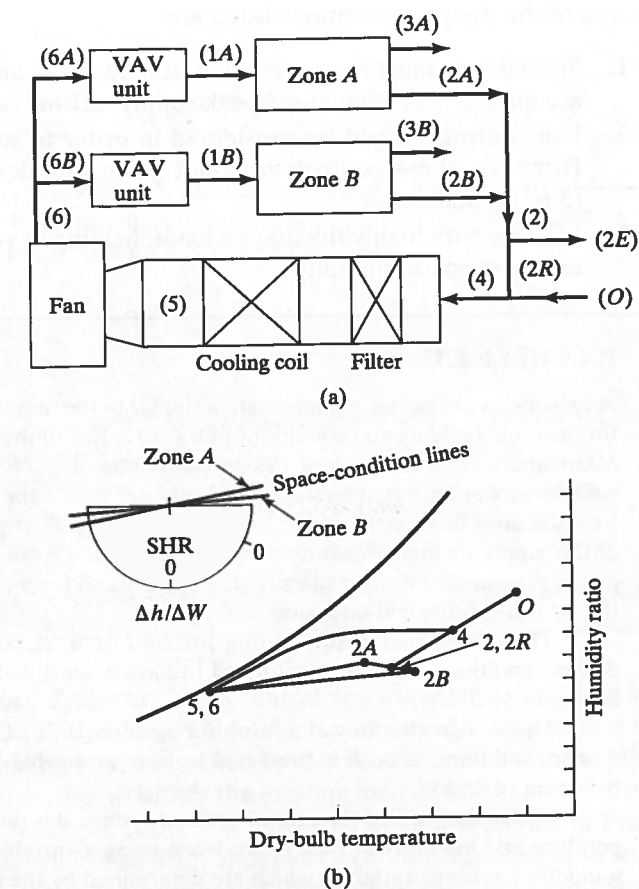 (6A)
VAV
unit
(1A)
Zone A
(3A)
(2A)
(6B)
VAV
unit
(1B)
Zone B
(3B)
(2B)
(6)
(2)
(2E)
(2R)
(4)
(O)
Fan
(5)
Cooling coil
Filter
(a)
Zone A
Space-condition lines
Zone B
SHR
0
0
Δh/ΔW
O
4
2A
2, 2R
2B
5, 6
Humidity ratio
Dry-bulb temperature
(b)